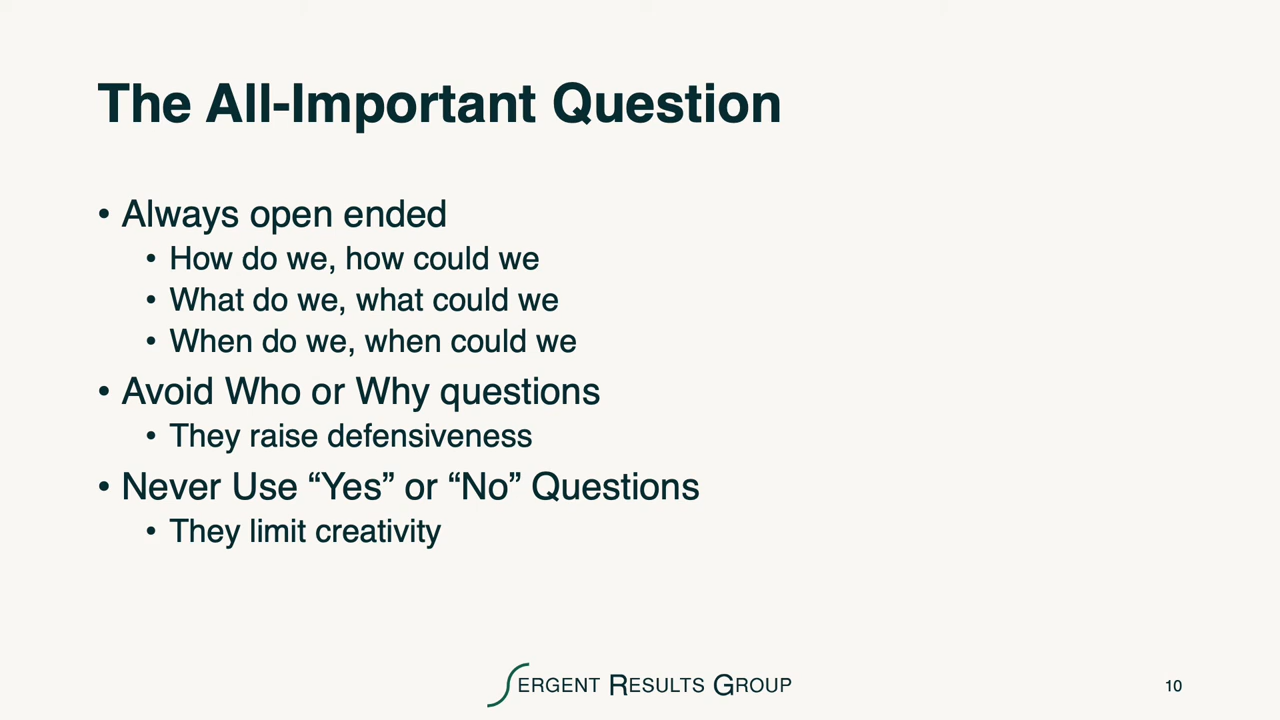 The All-Important Question
• Always open ended
• How do we, how could we
• What do we, what could we
• When do we, when could we
• Avoid Who or Why questions
• They raise defensiveness
• Never Use “Yes” or “No” Questions
• They limit creativity
SERGENT RESULTS GROUP
10